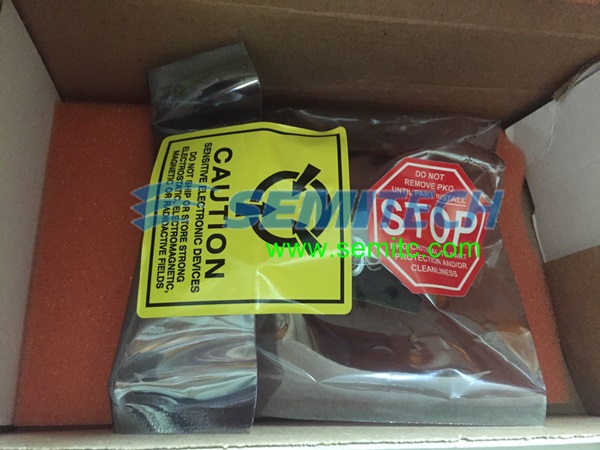 CAUTION
SENSITIVE ELECTRONIC DEVICES
DO NOT SHIP OR STORE STRONG
ELECTROSTATIC, ELECTROMAGNETIC,
MAGNETIC OR RADIOACTIVE FIELDS
DO NOT
REMOVE PKG
UNTIL PART INSTALL
STOP
PROTECTION AND/OR
CLEANLINESS
SEMITECH
www.semitc.com